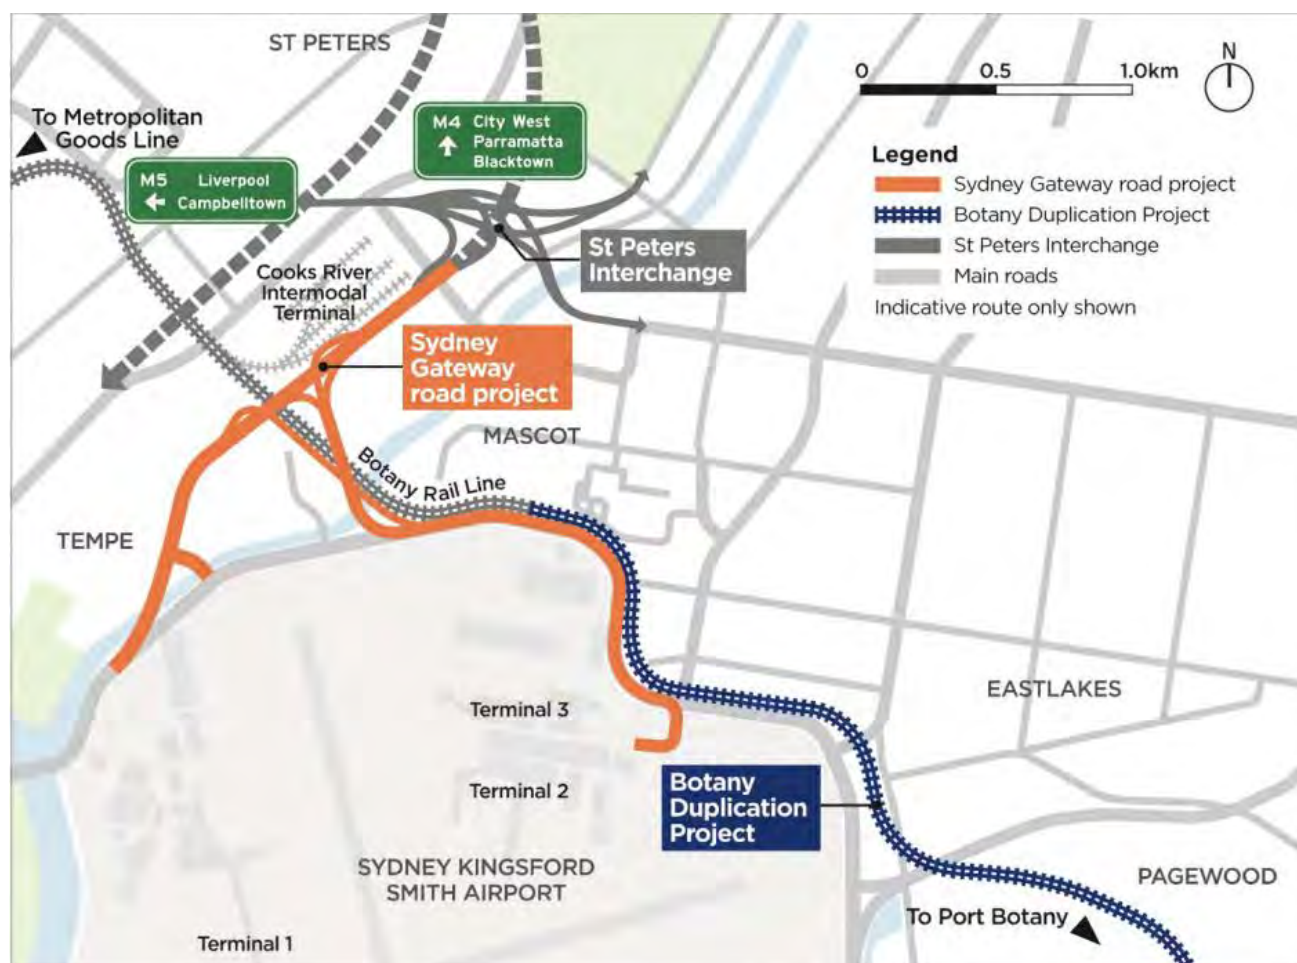 ST PETERS
To Metropolitan
Goods Line
M5 Liverpool
Campbelltown
M4 City West
Parramatta
Blacktown
0 0.5 1.0km
N
Legend
Sydney Gateway road project
Botany Duplication Project
St Peters Interchange
Main roads
Indicative route only shown
St Peters
Interchange
Cooks River
Intermodal
Terminal
Sydney
Gateway
road project
MASCOT
Botany Rail Line
TEMPE
EASTLAKES
Terminal 3
Terminal 2
Botany
Duplication
Project
SYDNEY KINGSFORD
SMITH AIRPORT
PAGEWOOD
To Port Botany
Terminal 1